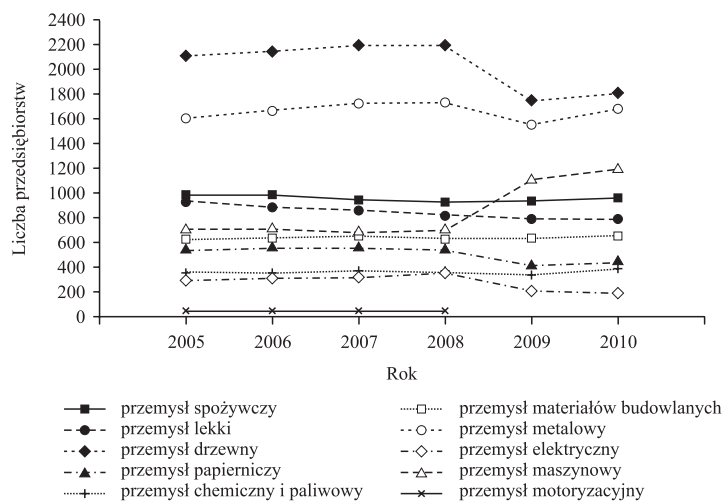 2400
2200
2000
1800
1600
1400
1200
1000
800
600
400
200
0
Liczba przedsiębiorstw
2005 2006 2007 2008 2009 2010
Rok
przemysł spożywczy
przemysł lekki
przemysł drzewny
przemysł papierniczy
przemysł chemiczny i paliwowy
przemysł materiałów budowlanych
przemysł metalowy
przemysł elektryczny
przemysł maszynowy
przemysł motoryzacyjny